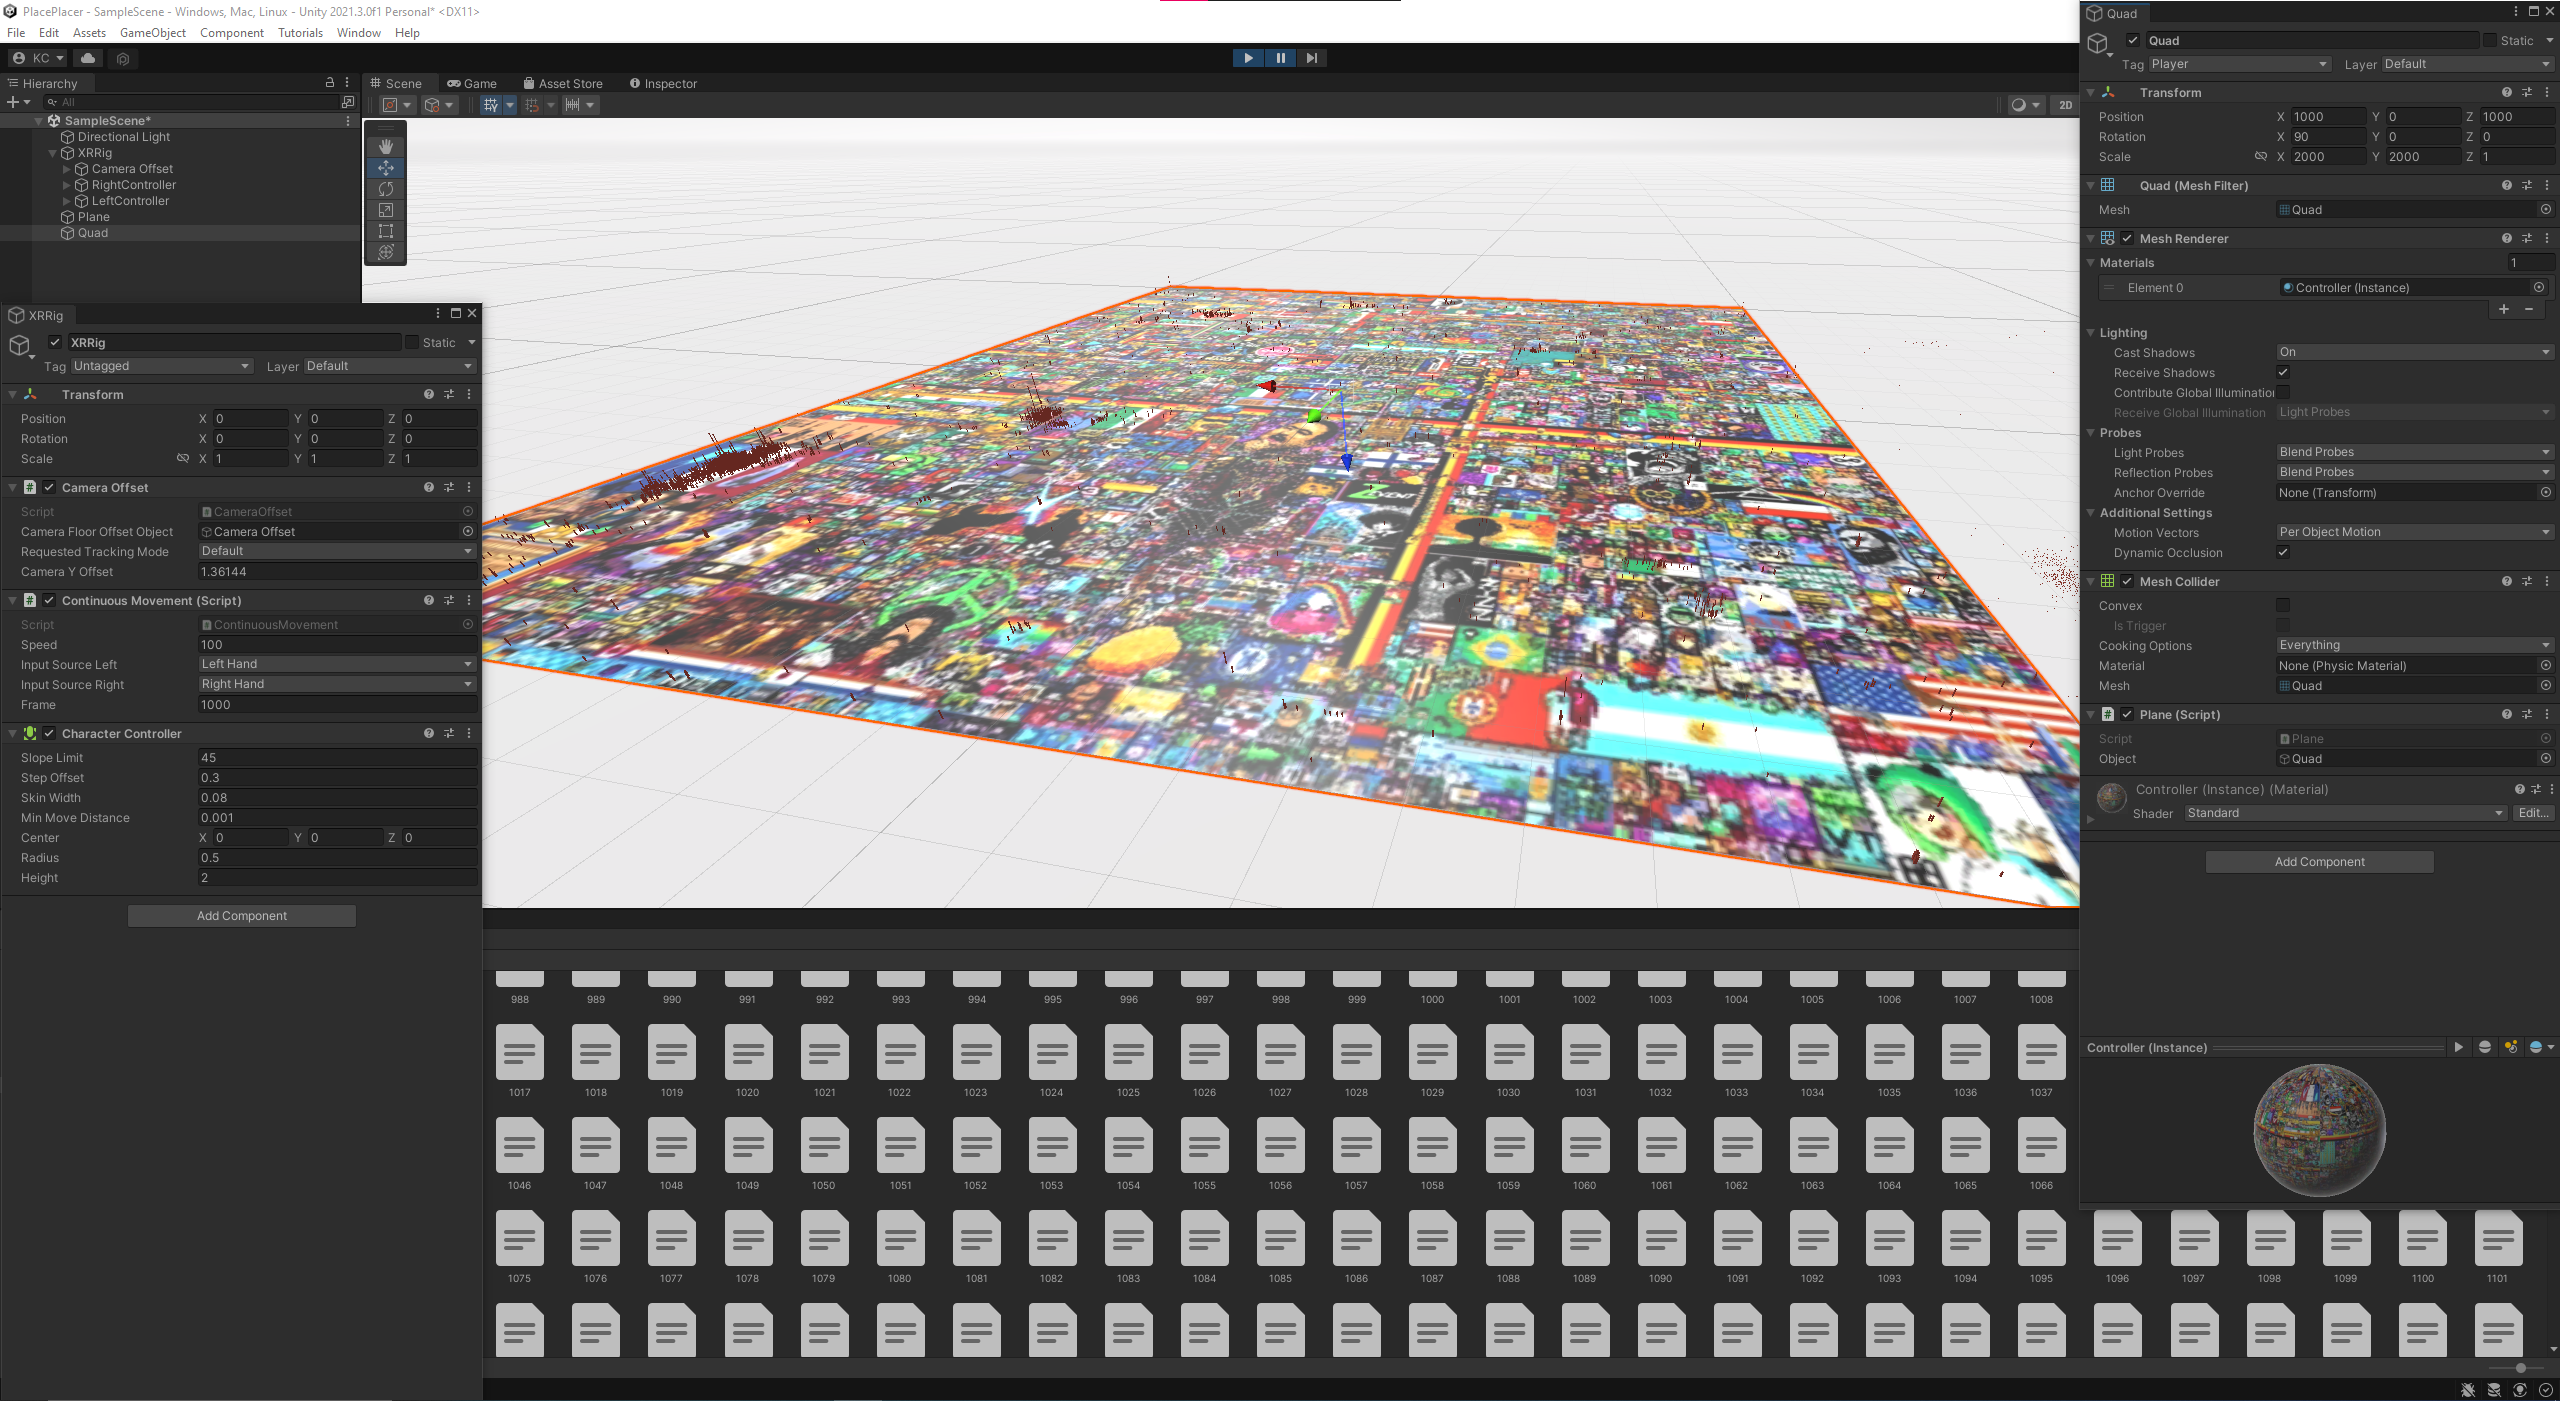 PlacePlacer - SampleScene - Windows, Mac, Linux - Unity 2021.3.0f1 Personal* <DX11>
File Edit Assets GameObject Component Tutorials Window Help
KC
Hierarchy
All
SampleScene*
Directional Light
XRRig
Camera Offset
RightController
LeftController
Plane
Quad
Scene Game Asset Store Inspector
2D
XRRig
XRRig Static
Tag Untagged Layer Default
Transform
Position X 0 Y 0 Z 0
Rotation X 0 Y 0 Z 0
Scale X 1 Y 1 Z 1
# Camera Offset
Script CameraOffset
Camera Floor Offset Object Camera Offset
Requested Tracking Mode Default
Camera Y Offset 1.36144
# Continuous Movement (Script)
Script ContinuousMovement
Speed 100
Input Source Left Left Hand
Input Source Right Right Hand
Frame 1000
Character Controller
Slope Limit 45
Step Offset 0.3
Skin Width 0.08
Min Move Distance 0.001
Center X 0 Y 0 Z 0
Radius 0.5
Height 2
Add Component
988 989 990 991 992 993 994 995 996 997 998 999 1000 1001 1002 1003 1004 1005 1006 1007 1008
1017 1018 1019 1020 1021 1022 1023 1024 1025 1026 1027 1028 1029 1030 1031 1032 1033 1034 1035 1036 1037
1046 1047 1048 1049 1050 1051 1052 1053 1054 1055 1056 1057 1058 1059 1060 1061 1062 1063 1064 1065 1066
1075 1076 1077 1078 1079 1080 1081 1082 1083 1084 1085 1086 1087 1088 1089 1090 1091 1092 1093 1094 1095 1096 1097 1098 1099 1100 1101
Quad
Quad Static
Tag Player Layer Default
Transform
Position X 1000 Y 0 Z 1000
Rotation X 90 Y 0 Z 0
Scale X 2000 Y 2000 Z 1
Quad (Mesh Filter)
Mesh Quad
Mesh Renderer
Materials 1
Element 0 Controller (Instance)
Lighting
Cast Shadows On
Receive Shadows
Contribute Global Illuminatio
Receive Global Illumination Light Probes
Probes
Light Probes Blend Probes
Reflection Probes Blend Probes
Anchor Override None (Transform)
Additional Settings
Motion Vectors Per Object Motion
Dynamic Occlusion
Mesh Collider
Convex
Is Trigger
Cooking Options Everything
Material None (Physic Material)
Mesh Quad
# Plane (Script)
Script Plane
Object Quad
Controller (Instance) (Material)
Shader Standard Edit...
Add Component
Controller (Instance)